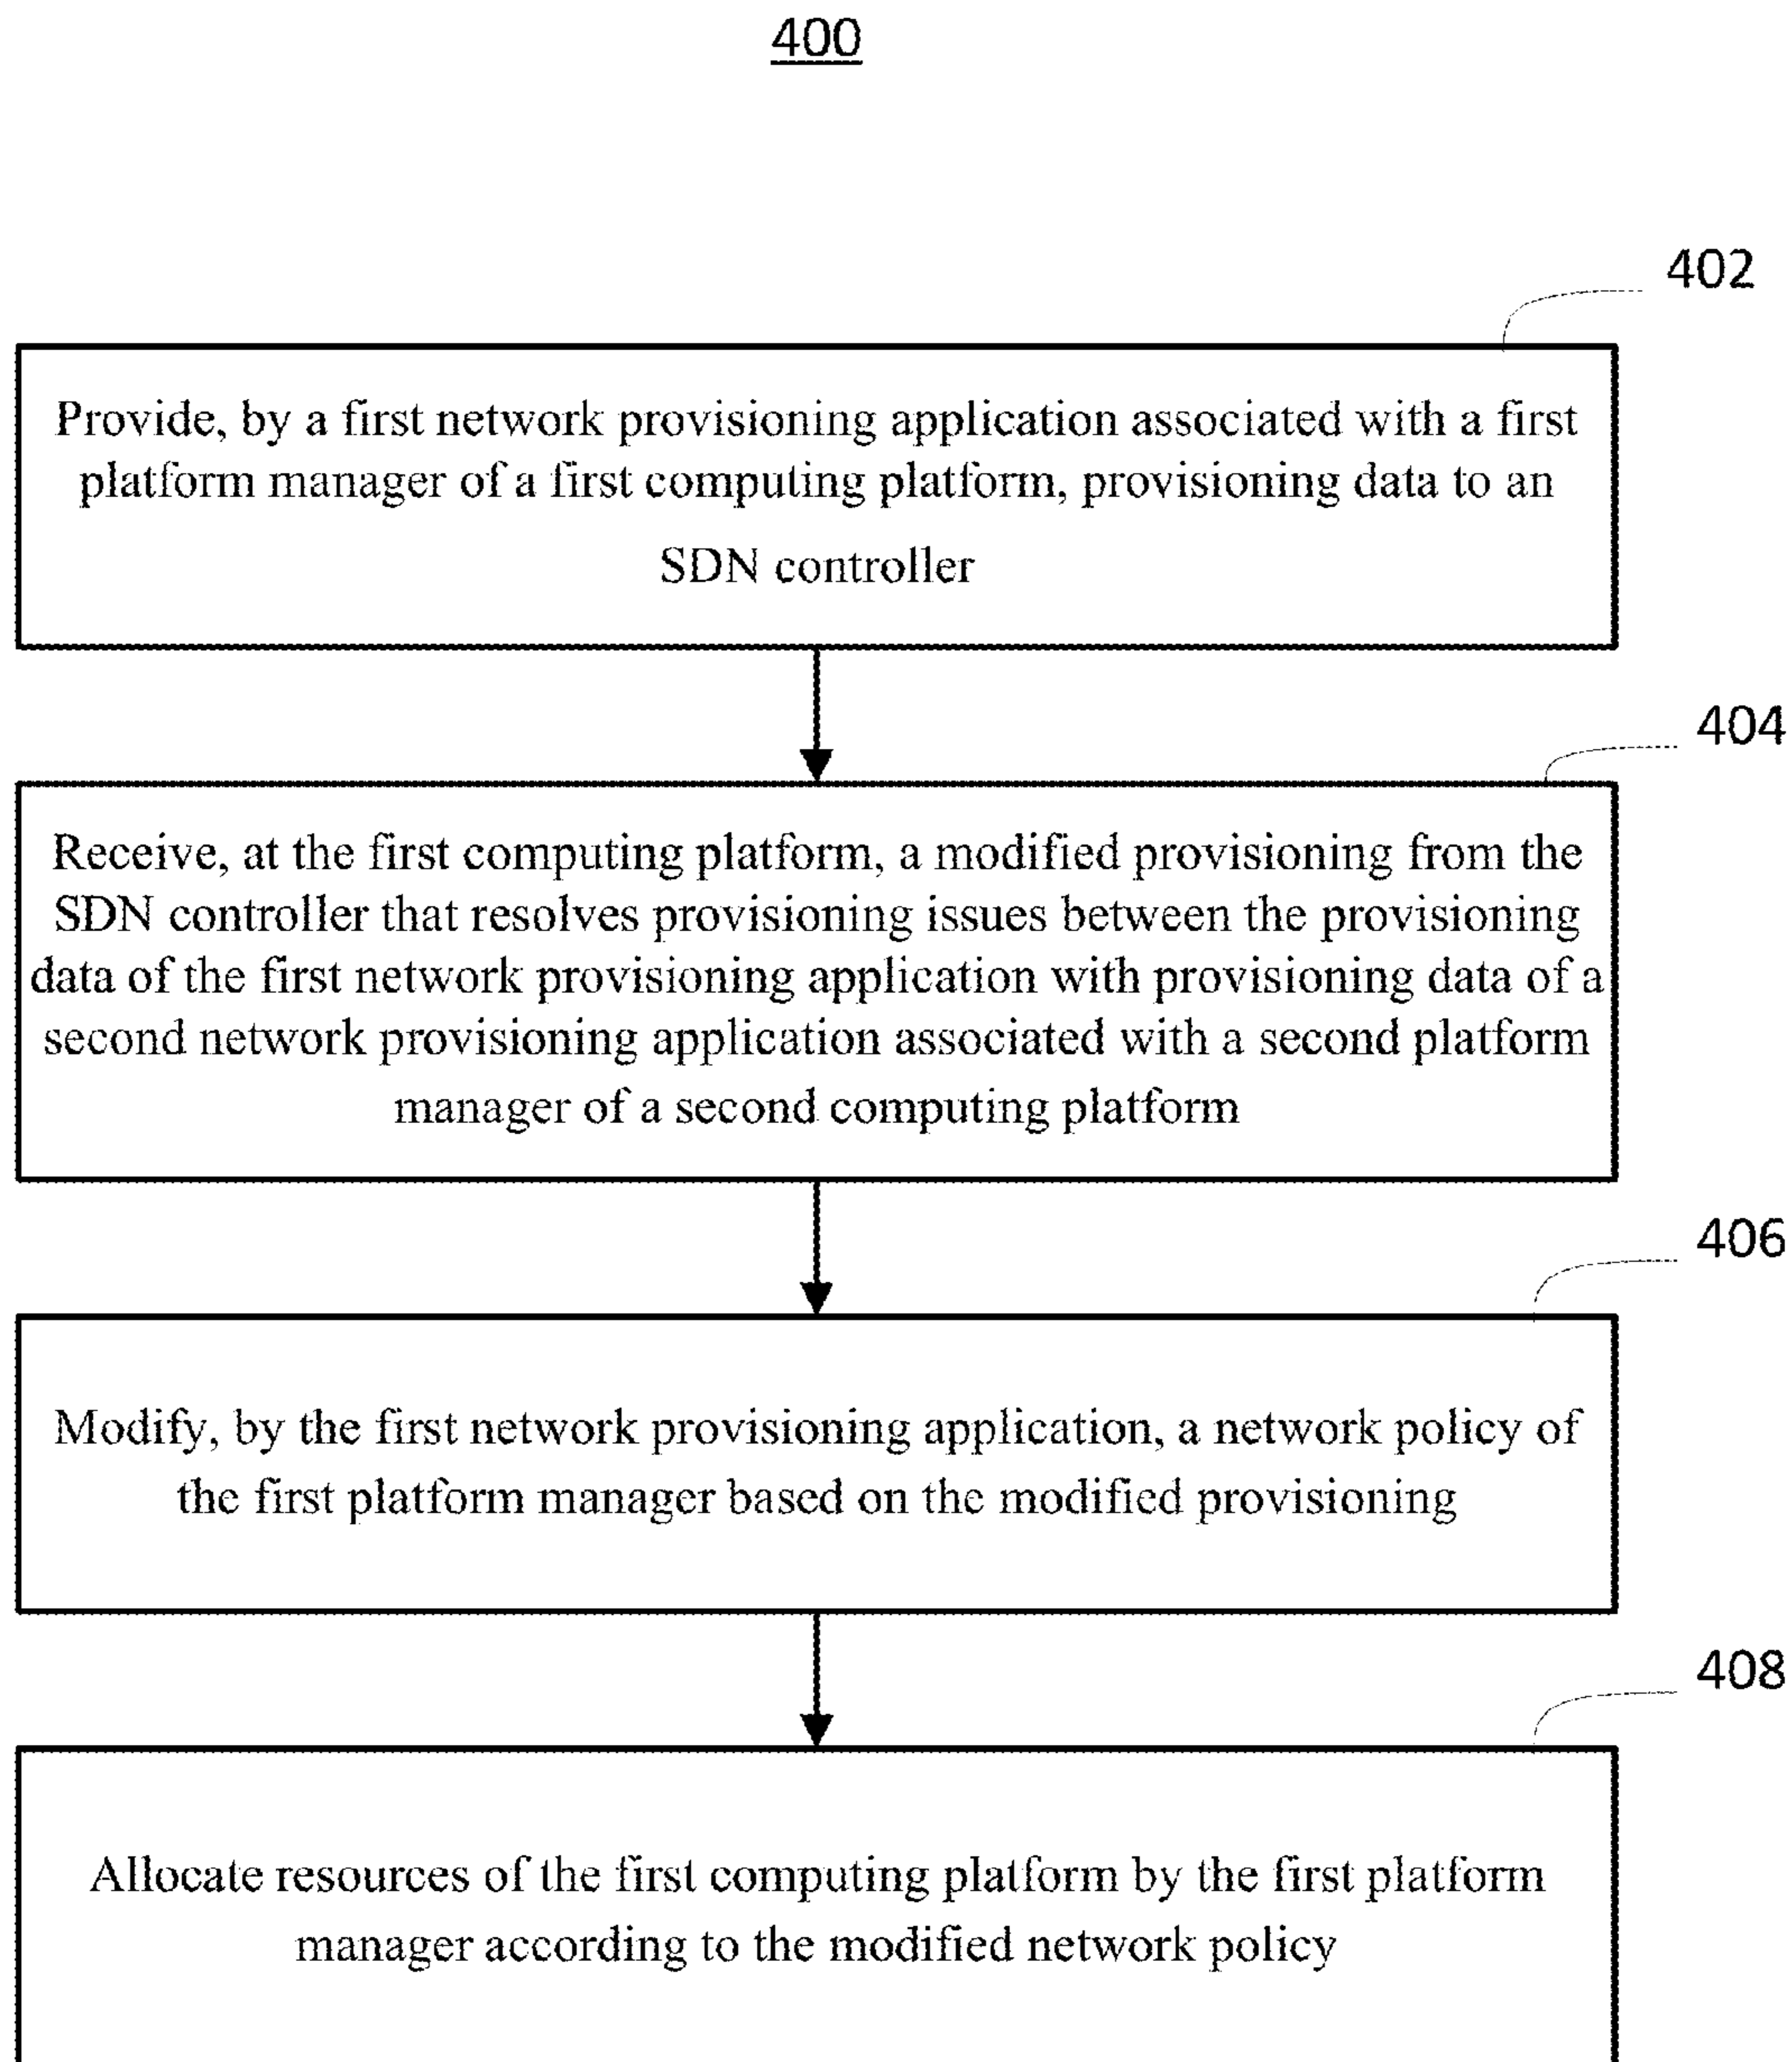 400
402
Provide, by a first network provisioning application associated with a first
platform manager of a first computing platform, provisioning data to an
SDN controller
404
Receive, at the first computing platform, a modified provisioning from the
SDN controller that resolves provisioning issues between the provisioning
data of the first network provisioning application with provisioning data of a
second network provisioning application associated with a second platform
manager of a second computing platform
406
Modify, by the first network provisioning application, a network policy of
the first platform manager based on the modified provisioning
408
Allocate resources of the first computing platform by the first platform
manager according to the modified network policy